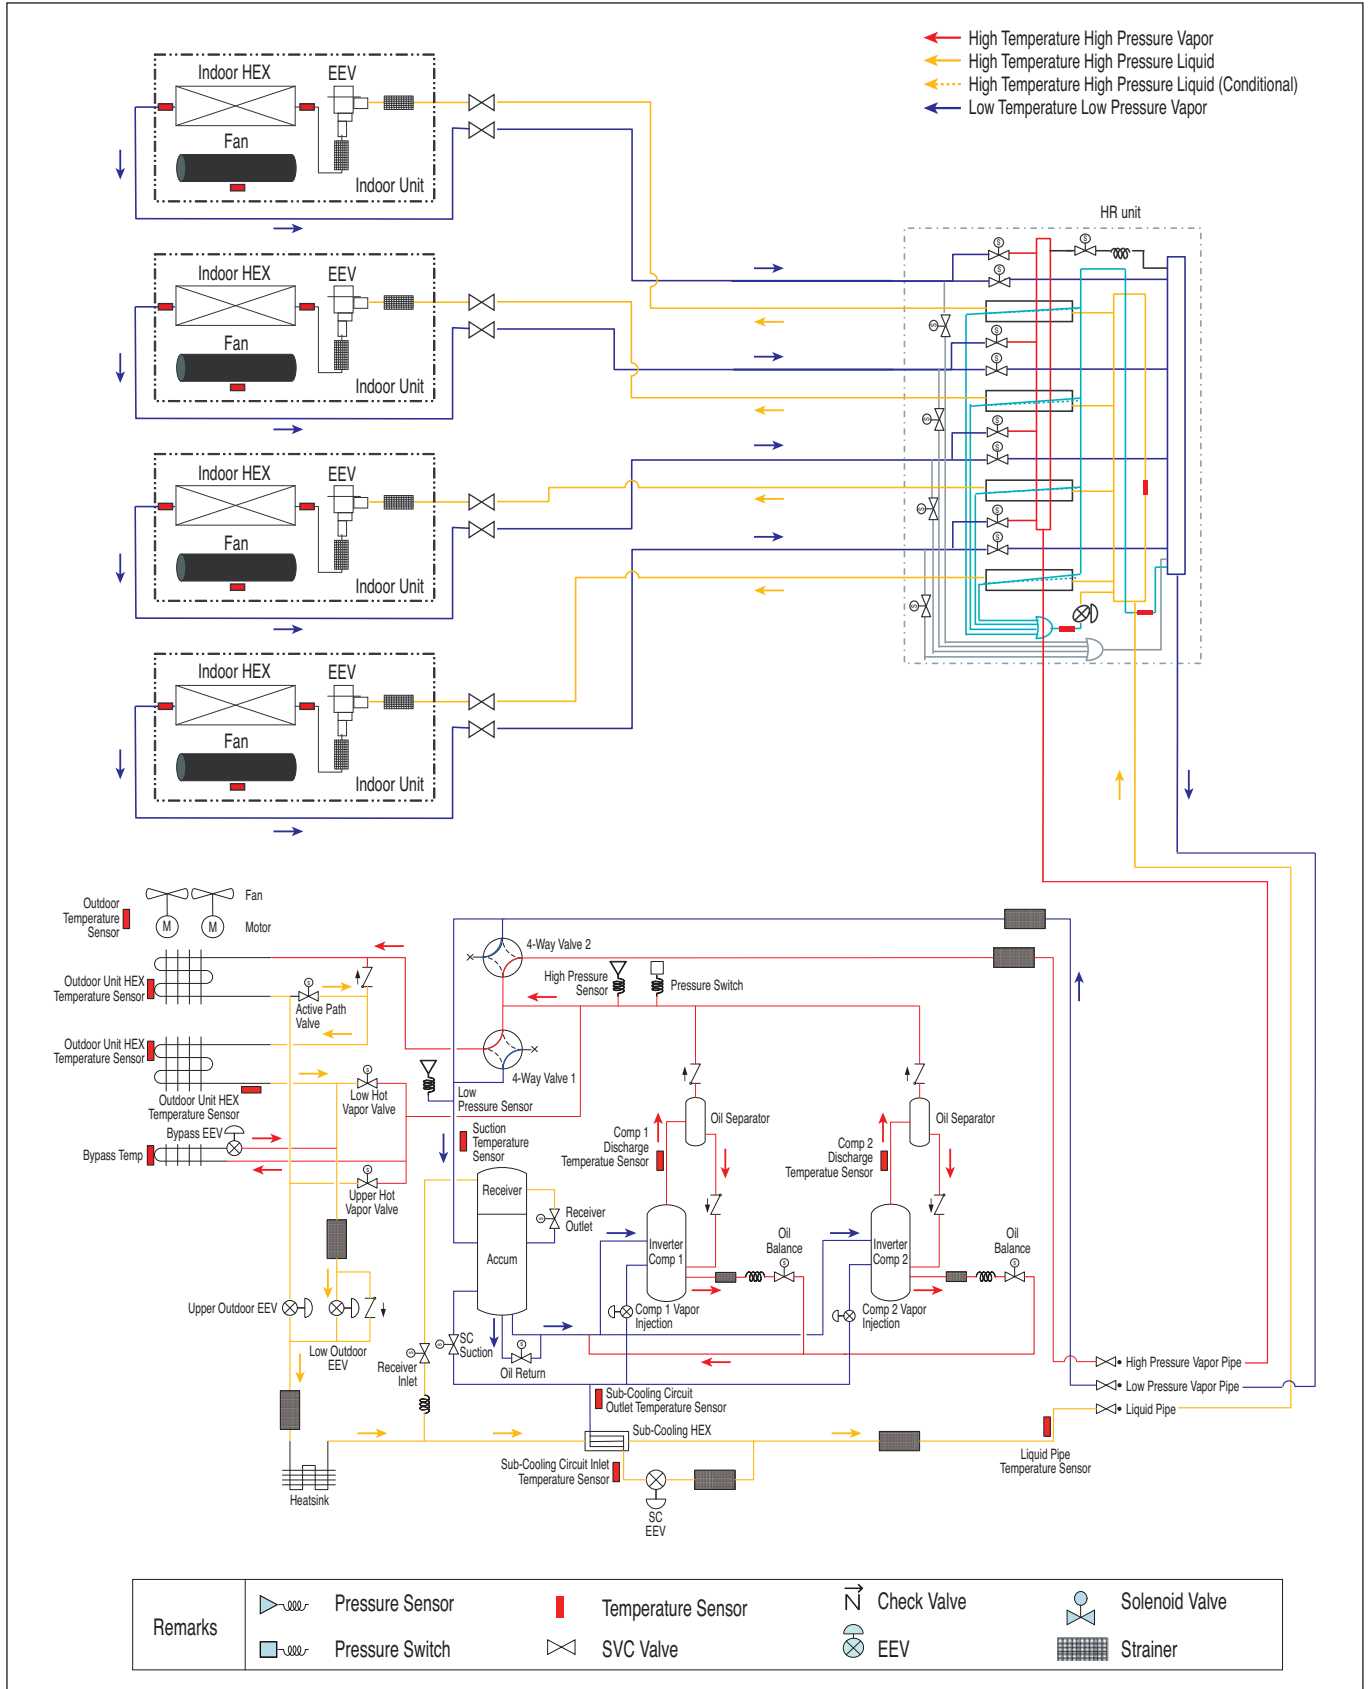 High Temperature High Pressure Vapor
High Temperature High Pressure Liquid
High Temperature High Pressure Liquid (Conditional)
Low Temperature Low Pressure Vapor
Indoor HEX
EEV
Fan
Indoor Unit
HR unit
S
S
S
Indoor HEX
EEV
Fan
Indoor Unit
S
S
S
Indoor HEX
EEV
Fan
Indoor Unit
S
S
S
S
S
S
Indoor HEX
EEV
Fan
Indoor Unit
Outdoor
Temperature
Sensor
Fan
M
M
Motor
4-Way Valve 2
High Pressure
Sensor
Pressure Switch
Outdoor Unit HEX
Temperature Sensor
S
Active Path
Valve
Outdoor Unit HEX
Temperature Sensor
4-Way Valve 1
Outdoor Unit HEX
Temperature Sensor
S
Low Hot
Vapor Valve
Low
Pressure Sensor
Oil Separator
Oil Separator
Bypass EEV
Bypass Temp
Suction
Temperature
Sensor
Comp 1
Discharge
Temperatue Sensor
Comp 2
Discharge
Temperatue Sensor
S
Upper Hot
Vapor Valve
Receiver
S
Receiver
Outlet
Accum
Inverter
Comp 1
Oil
Balance
S
Inverter
Comp 2
Oil
Balance
S
Upper Outdoor EEV
Low Outdoor
EEV
Comp 1 Vapor
Injection
Comp 2 Vapor
Injection
S
SC
Suction
S
Receiver
Inlet
S
Oil Return
High Pressure Vapor Pipe
Low Pressure Vapor Pipe
Liquid Pipe
Sub-Cooling Circuit
Outlet Temperature Sensor
Sub-Cooling HEX
Sub-Cooling Circuit Inlet
Temperature Sensor
Liquid Pipe
Temperature Sensor
Heatsink
SC
EEV
Remarks
Pressure Sensor
Temperature Sensor
Check Valve
Solenoid Valve
Pressure Switch
SVC Valve
EEV
Strainer